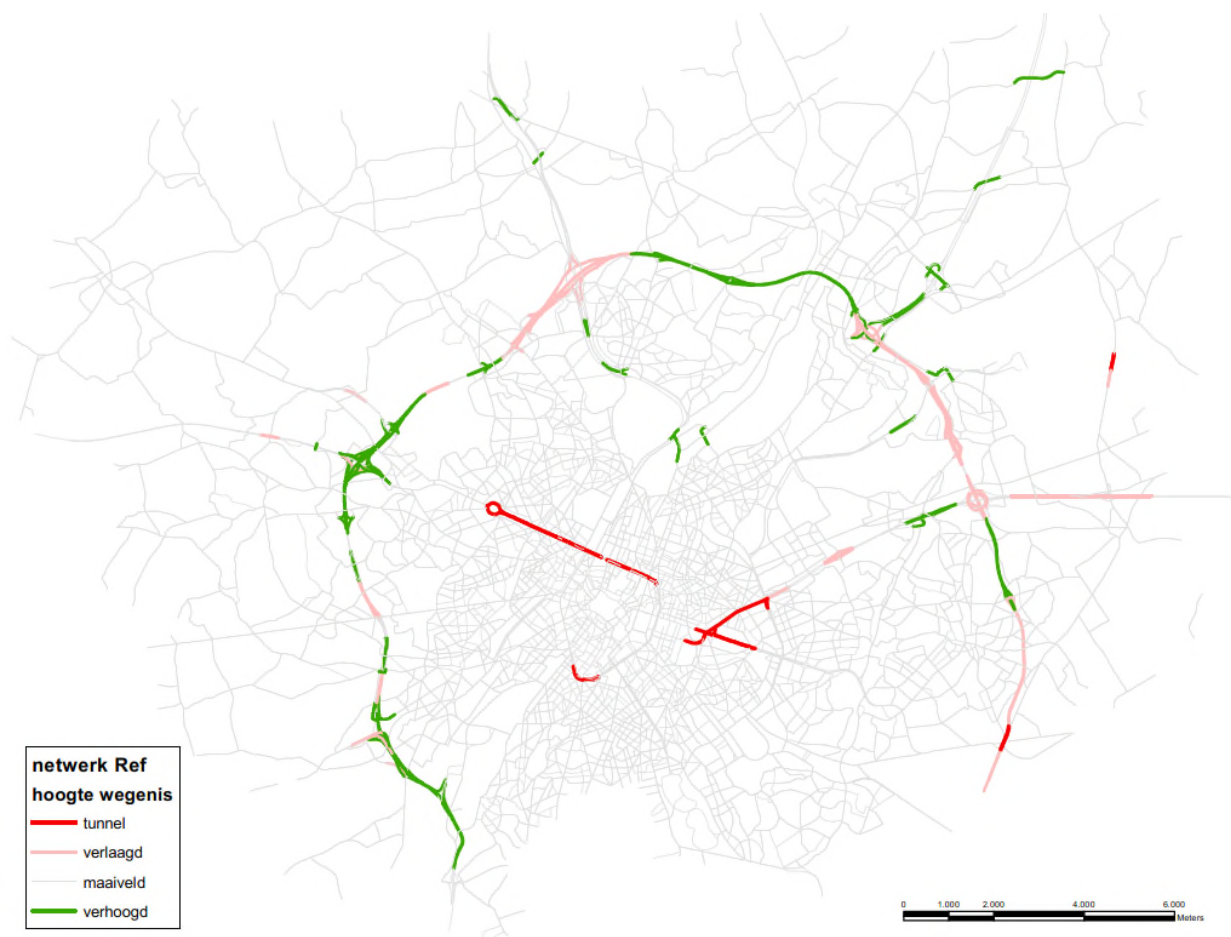 netwerk Ref
hoogte wegenis
tunnel
verlaagd
maaiveld
verhoogd
0 1.000 2.000 4.000 6.000
Meters